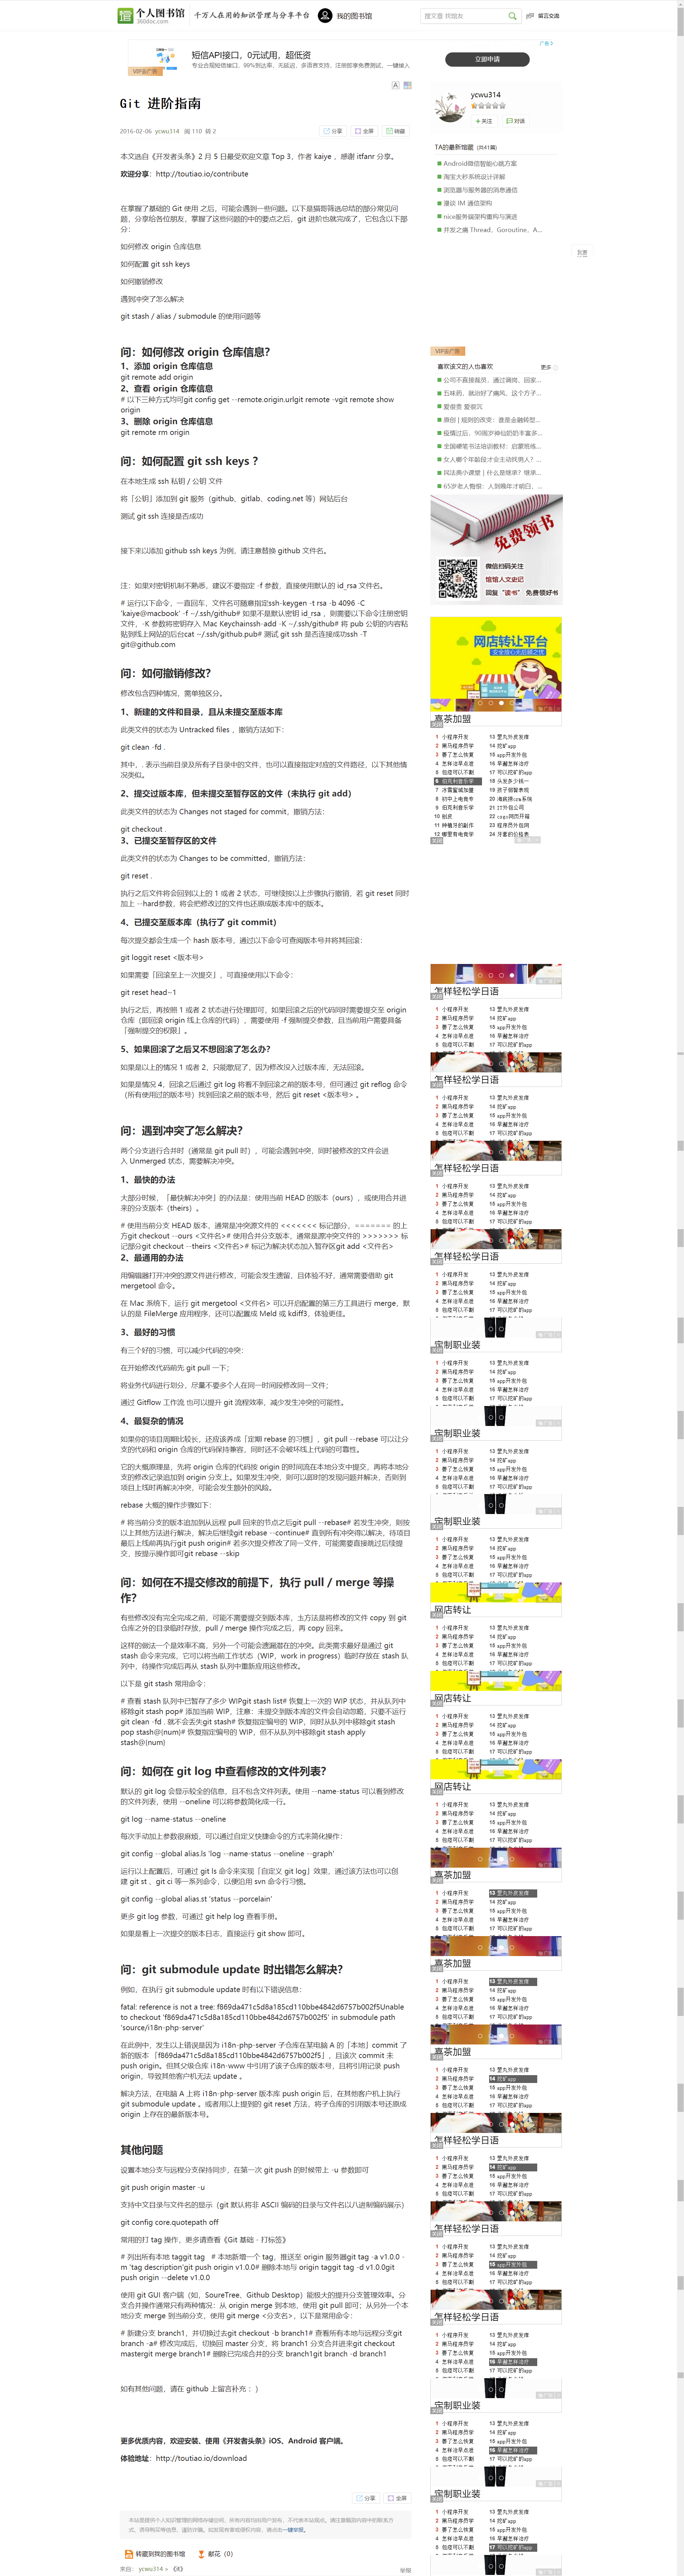 个人图书馆
360doc.com
千万人在用的知识管理与分享平台
我的图书馆
搜文章 找馆友
留言交流
广告
短信API接口，0元试用，超低资
立即申请
VIP去广告
Git 进阶指南
2016-02-06 ycwu314 阅 110 转 2
分享
全屏
ycwu314
+关注
对话
本文选自《开发者头条》2 月 5 日最受欢迎文章 Top 3，作者 kaiye ，感谢 itfanr 分享。
欢迎分享：http://toutiao.io/contribute
TA的最新馆藏
Android微信智能心跳方案
淘宝大秒系统设计详解
浏览器与服务器的消息通信
漫谈 IM 通信架构
nice服务端架构重构与演进
并发之痛 Thread，Goroutine，A...
在掌握了基础的 Git 使用 之后，可能会遇到一些问题。以下是猫哥筛选总结的部分常见问
题，分享给各位朋友，掌握了这些问题中的要点之后，git 进阶也就完成了，它包含以下部
分：
如何修改 origin 仓库信息
如何配置 git ssh keys
如何撤销修改
遇到冲突了怎么解决
git stash / alias / submodule 的使用问题等
问：如何修改 origin 仓库信息？
1、添加 origin 仓库信息
git remote add origin
2、查看 origin 仓库信息
# 以下三种方式均可git config get --remote.origin.urlgit remote -vgit remote show
origin
3、删除 origin 仓库信息
git remote rm origin
问：如何配置 git ssh keys ？
在本地生成 ssh 私钥 / 公钥 文件
将「公钥」添加到 git 服务（github、gitlab、coding.net 等）网站后台
测试 git ssh 连接是否成功
接下来以添加 github ssh keys 为例，请注意替换 github 文件名。
注：如果对密钥机制不熟悉，建议不要指定 -f 参数，直接使用默认的 id_rsa 文件名。
# 运行以下命令，一直回车，文件名可随意指定ssh-keygen -t rsa -b 4096 -C
'kaiye@macbook' -f ~/.ssh/github# 如果不是默认密钥 id_rsa ，则需要以下命令注册密钥
文件，-K 参数将密钥存入 Mac Keychainssh-add -K ~/.ssh/github# 将 pub 公钥的内容粘
贴到线上网站的后台cat ~/.ssh/github.pub# 测试 git ssh 是否连接成功ssh -T
git@github.com
问：如何撤销修改？
修改包含四种情况，需单独区分。
1、新建的文件和目录，且从未提交至版本库
此类文件的状态为 Untracked files ，撤销方法如下：
git clean -fd .
其中，. 表示当前目录及所有子目录中的文件，也可以直接指定对应的文件路径，以下其他情
况类似。
2、提交过版本库，但未提交至暂存区的文件（未执行 git add）
此类文件的状态为 Changes not staged for commit，撤销方法：
git checkout .
3、已提交至暂存区的文件
此类文件的状态为 Changes to be committed，撤销方法：
git reset .
执行之后文件将会回到以上的 1 或者 2 状态，可继续按以上步骤执行撤销，若 git reset 同时
加上 --hard参数，将会把修改过的文件也还原成版本库中的版本。
4、已提交至版本库（执行了 git commit）
每次提交都会生成一个 hash 版本号，通过以下命令可查阅版本号并将其回滚：
git loggit reset <版本号>
如果需要「回滚至上一次提交」，可直接使用以下命令：
git reset head~1
执行之后，再按照 1 或者 2 状态进行处理即可。如果回滚之后的代码同时需要提交至 origin
仓库（即回滚 origin 线上仓库的代码），需要使用 -f 强制提交参数，且当前用户需要具备
「强制提交的权限」。
5、如果回滚了之后又不想回滚了怎么办？
如果是以上的情况 1 或者 2，只能歇屁了，因为修改没入过版本库，无法回滚。
如果是情况 4，回滚之后通过 git log 将看不到回滚之前的版本号，但可通过 git reflog 命令
（所有使用过的版本号）找到回滚之前的版本号，然后 git reset <版本号> 。
问：遇到冲突了怎么解决？
两个分支进行合并时（通常是 git pull 时），可能会遇到冲突，同时被修改的文件会进
入 Unmerged 状态，需要解决冲突。
1、最快的办法
大部分时候，「最快解决冲突」的办法是：使用当前 HEAD 的版本（ours），或使用合并进
来的分支版本（theirs）。
# 使用当前分支 HEAD 版本，通常是冲突源文件的 <<<<<<< 标记部分，======= 的上
方git checkout --ours <文件名># 使用合并分支版本，通常是源冲突文件的 >>>>>>> 标
记部分git checkout --theirs <文件名># 标记为解决状态加入暂存区git add <文件名>
2、最通用的办法
用编辑器打开冲突的源文件进行修改，可能会发生遗留，且体验不好，通常需要借助 git
mergetool 命令。
在 Mac 系统下，运行 git mergetool <文件名> 可以开启配置的第三方工具进行 merge，默
认的是 FileMerge 应用程序，还可以配置成 Meld 或 kdiff3，体验更佳。
3、最好的习惯
有三个好的习惯，可以减少代码的冲突：
在开始修改代码前先 git pull 一下；
将业务代码进行划分，尽量不要多个人在同一时间段修改同一文件；
通过 Gitflow 工作流 也可以提升 git 流程效率，减少发生冲突的可能性。
4、最复杂的情况
如果你的项目周期比较长，还应该养成「定期 rebase 的习惯」，git pull --rebase 可以让分
支的代码和 origin 仓库的代码保持兼容，同时还不会破坏线上代码的可靠性。
它的大概原理是，先将 origin 仓库的代码按 origin 的时间流在本地分支中提交，再将本地分
支的修改记录追加到 origin 分支上。如果发生冲突，则可以即时的发现问题并解决，否则到
项目上线时再解决冲突，可能会发生额外的风险。
rebase 大概的操作步骤如下：
# 将当前分支的版本追加到从远程 pull 回来的节点之后git pull --rebase# 若发生冲突，则按
以上其他方法进行解决，解决后继续git rebase --continue# 直到所有冲突得以解决，待项目
最后上线前再执行git push origin# 若多次提交修改了同一文件，可能需要直接跳过后续提
交，按提示操作即可git rebase --skip
问：如何在不提交修改的前提下，执行 pull / merge 等操
作？
有些修改没有完全完成之前，可能不需要提交到版本库，土方法是将修改的文件 copy 到 git
仓库之外的目录临时存放，pull / merge 操作完成之后，再 copy 回来。
这样的做法一个是效率不高，另外一个可能会遗漏潜在的冲突。此类需求最好是通过 git
stash 命令来完成，它可以将当前工作状态（WIP，work in progress）临时存放在 stash 队
列中，待操作完成后再从 stash 队列中重新应用这些修改。
以下是 git stash 常用命令：
# 查看 stash 队列中已暂存了多少 WIPgit stash list# 恢复上一次的 WIP 状态，并从队列中
移除git stash pop# 添加当前 WIP，注意：未提交到版本库的文件会自动忽略，只要不运行
git clean -fd . 就不会丢失git stash# 恢复指定编号的 WIP，同时从队列中移除git stash
pop stash@{num}# 恢复指定编号的 WIP，但不从队列中移除git stash apply
stash@{num}
问：如何在 git log 中查看修改的文件列表？
默认的 git log 会显示较全的信息，且不包含文件列表。使用 --name-status 可以看到修改
的文件列表，使用 --oneline 可以将参数简化成一行。
git log --name-status --oneline
每次手动加上参数很麻烦，可以通过自定义快捷命令的方式来简化操作：
git config --global alias.ls 'log --name-status --oneline --graph'
运行以上配置后，可通过 git ls 命令来实现「自定义 git log」效果，通过该方法也可以创
建 git st 、git ci 等一系列命令，以便沿用 svn 命令行习惯。
git config --global alias.st 'status --porcelain'
更多 git log 参数，可通过 git help log 查看手册。
如果是看上一次提交的版本日志，直接运行 git show 即可。
问：git submodule update 时出错怎么解决？
例如，在执行 git submodule update 时有以下错误信息：
fatal: reference is not a tree: f869da471c5d8a185cd110bbe4842d6757b002f5Unable
to checkout 'f869da471c5d8a185cd110bbe4842d6757b002f5' in submodule path
'source/i18n-php-server'
在此例中，发生以上错误是因为 i18n-php-server 子仓库在某电脑 A 的「本地」commit 了
新的版本 「f869da471c5d8a185cd110bbe4842d6757b002f5」，且该次 commit 未
push origin。但其父级仓库 i18n-www 中引用了该子仓库的版本号，且将引用记录 push
origin，导致其他客户机无法 update 。
解决方法，在电脑 A 上将 i18n-php-server 版本库 push origin 后，在其他客户机上执行
git submodule update 。或者用以上提到的 git reset 方法，将子仓库的引用版本号还原成
origin 上存在的最新版本号。
其他问题
设置本地分支与远程分支保持同步，在第一次 git push 的时候带上 -u 参数即可
git push origin master -u
支持中文目录与文件名的显示（git 默认将非 ASCII 编码的目录与文件名以八进制编码展示）
git config core.quotepath off
常用的打 tag 操作，更多请查看《Git 基础 - 打标签》
# 列出所有本地 taggit tag # 本地新增一个 tag，推送至 origin 服务器git tag -a v1.0.0 -
m 'tag description'git push origin v1.0.0# 删除本地与 origin taggit tag -d v1.0.0git
push origin --delete v1.0.0
使用 git GUI 客户端（如，SoureTree，Github Desktop）能极大的提升分支管理效率。分
支合并操作通常只有两种情况：从 origin merge 到本地，使用 git pull 即可；从另外一个本
地分支 merge 到当前分支，使用 git merge <分支名>，以下是常用命令：
# 新建分支 branch1，并切换过去git checkout -b branch1# 查看所有本地与远程分支git
branch -a# 修改完成后，切换回 master 分支，将 branch1 分支合并进来git checkout
mastergit merge branch1# 删除已完成合并的分支 branch1git branch -d branch1
如有其他问题，请在 github 上留言补充 ：）
更多优质内容，欢迎安装、使用《开发者头条》iOS、Android 客户端。
体验地址：http://toutiao.io/download
分享
全屏
转藏到我的图书馆
献花（0）
来自：ycwu314 > 《it》
举报
VIP去广告
喜欢该文的人也喜欢
更多
免费领书
微信扫码关注
馆馆人文史记
回复“读书” 免费领好书
网店转让平台
喜茶加盟
怎样轻松学日语
怎样轻松学日语
怎样轻松学日语
怎样轻松学日语
定制职业装
定制职业装
定制职业装
网店转让
网店转让
网店转让
喜茶加盟
喜茶加盟
喜茶加盟
怎样轻松学日语
怎样轻松学日语
怎样轻松学日语
定制职业装
定制职业装